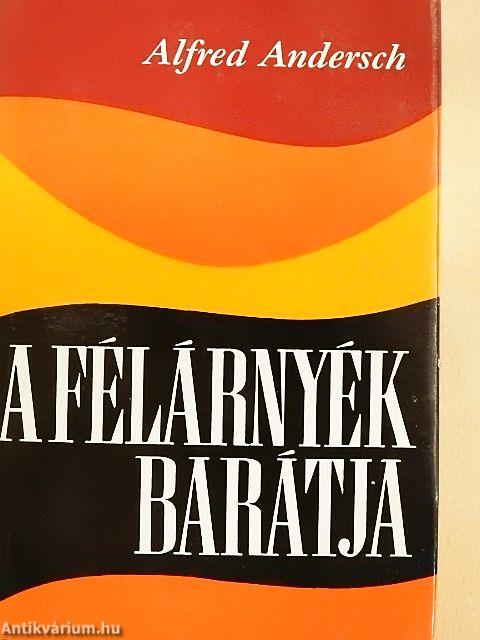 Alfred Andersch
A FÉLÁRNYÉK
BARÁTJA
Antikvárium.hu